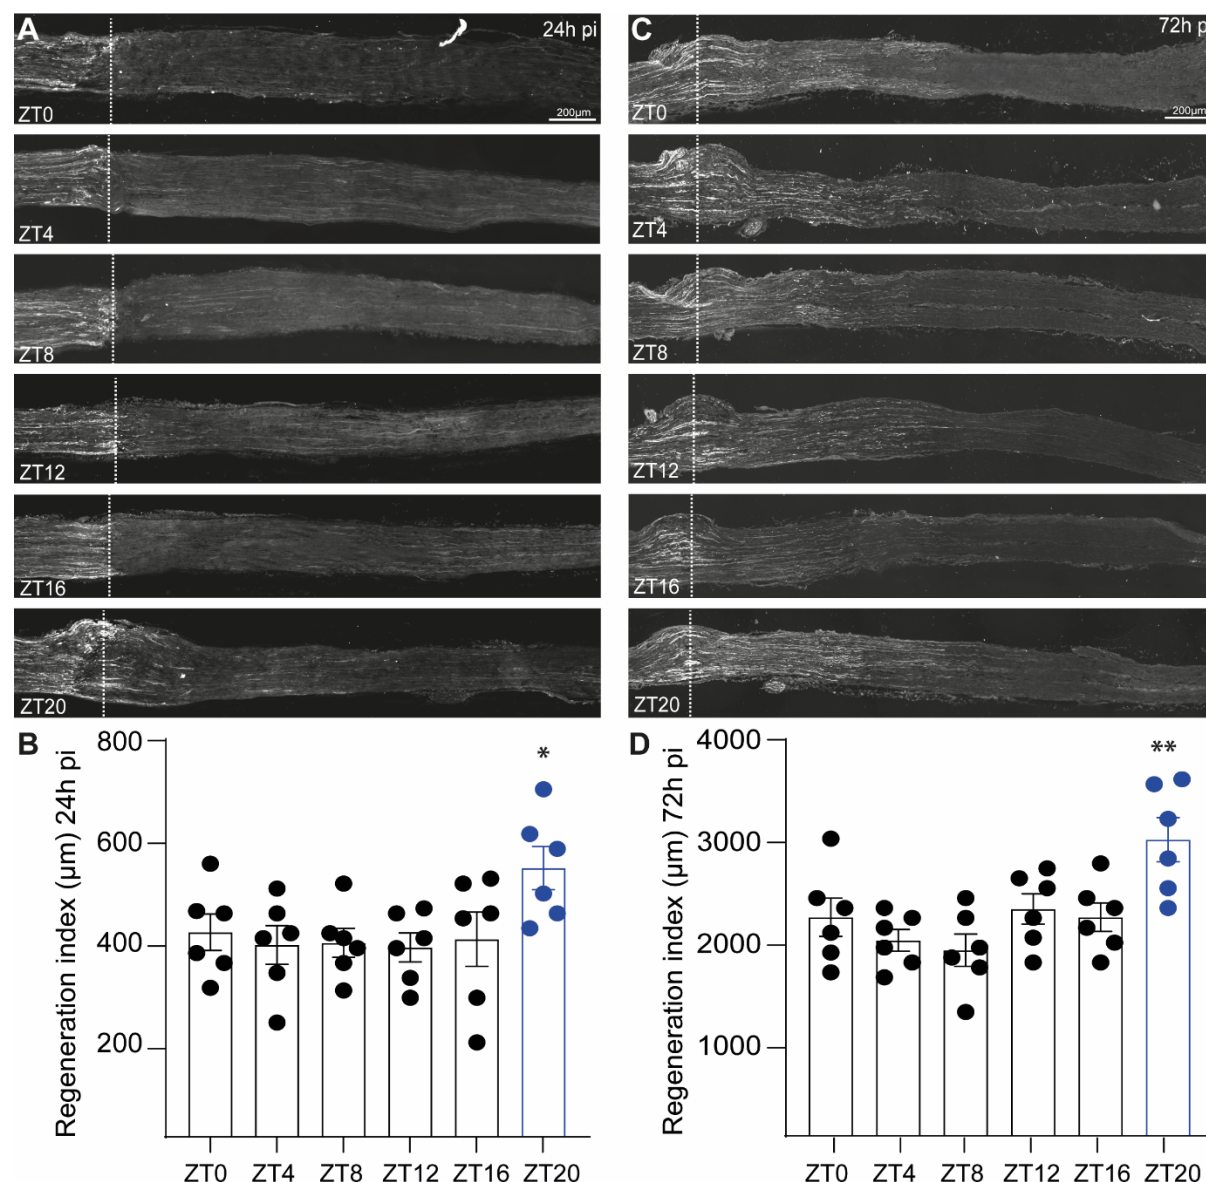 A
24h pi
ZT0
200µm
ZT4
ZT8
ZT12
ZT16
ZT20
C
72h p
ZT0
200µm
ZT4
ZT8
ZT12
ZT16
ZT20
B
Regeneration index (µm) 24h pi
800
600
400
200
*
ZT0 ZT4 ZT8 ZT12 ZT16 ZT20
D
Regeneration index (µm) 72h pi
4000
3000
2000
1000
**
ZT0 ZT4 ZT8 ZT12 ZT16 ZT20